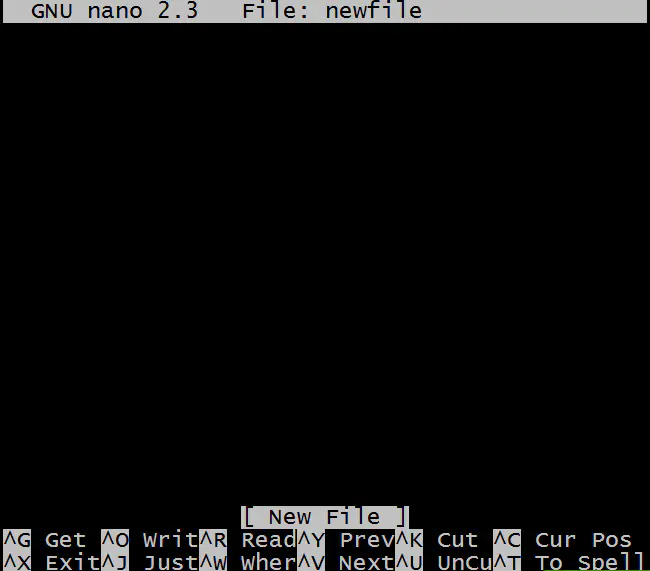 GNU nano 2.3 File: newfile
[ New File ]
^G Get ^O Writ^R Read^Y Prev^K Cut ^C Cur Pos
^X Exit^J Just^W Wher^V Next^U UnCu^T To Spell